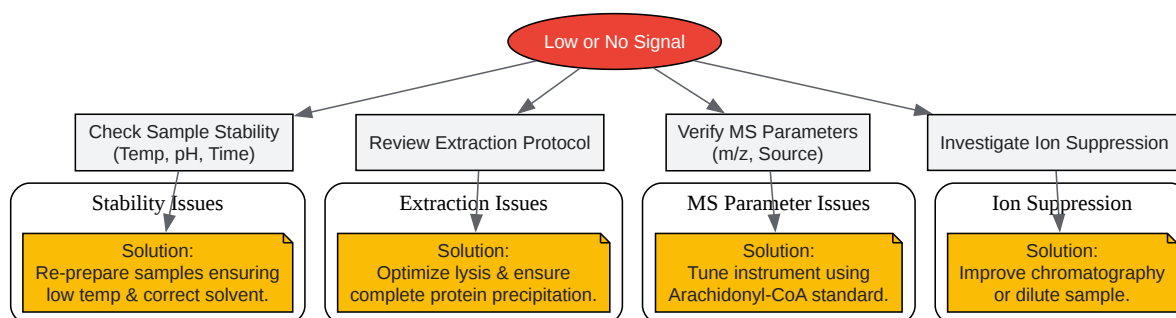 Low or No Signal
Check Sample Stability
(Temp, pH, Time)
Review Extraction Protocol
Verify MS Parameters
(m/z, Source)
Investigate Ion Suppression
Stability Issues
Extraction Issues
MS Parameter Issues
Ion Suppression
Solution:
Re-prepare samples ensuring
low temp & correct solvent.
Solution:
Optimize lysis & ensure
complete protein precipitation.
Solution:
Tune instrument using
Arachidonyl-CoA standard.
Solution:
Improve chromatography
or dilute sample.